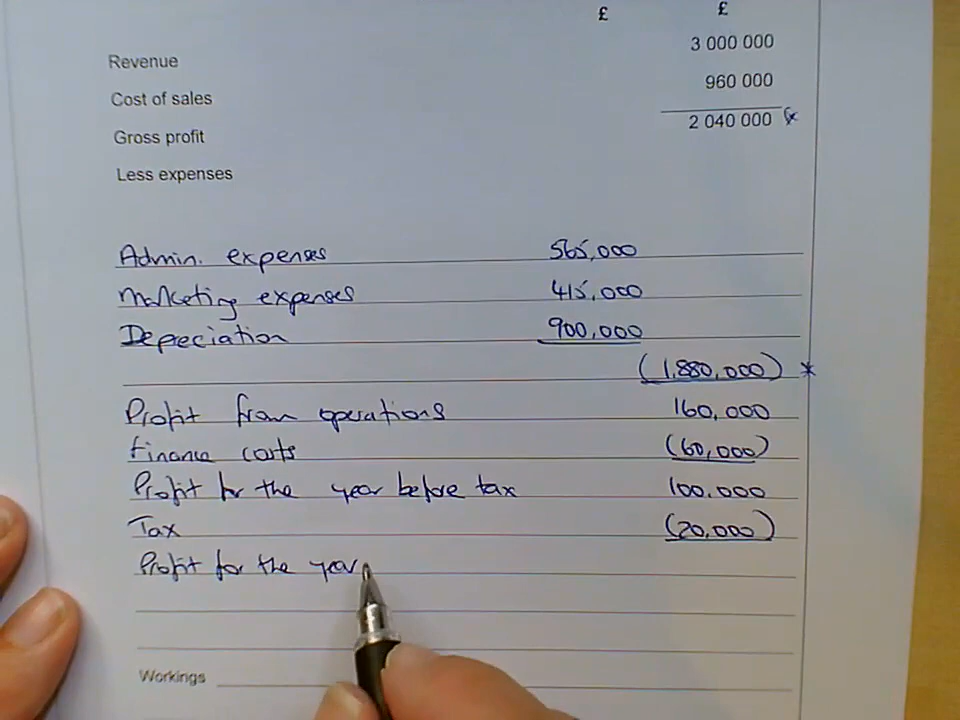 £ £
Revenue 3 000 000
Cost of sales 960 000
Gross profit 2 040 000 *
Less expenses
Admin. expenses 565,000
Marketing expenses 415,000
Depreciation 900,000
(1,880,000) *
Profit from operations 160,000
Finance costs (60,000)
Profit for the year before tax 100,000
Tax (20,000)
Profit for the year
Workings